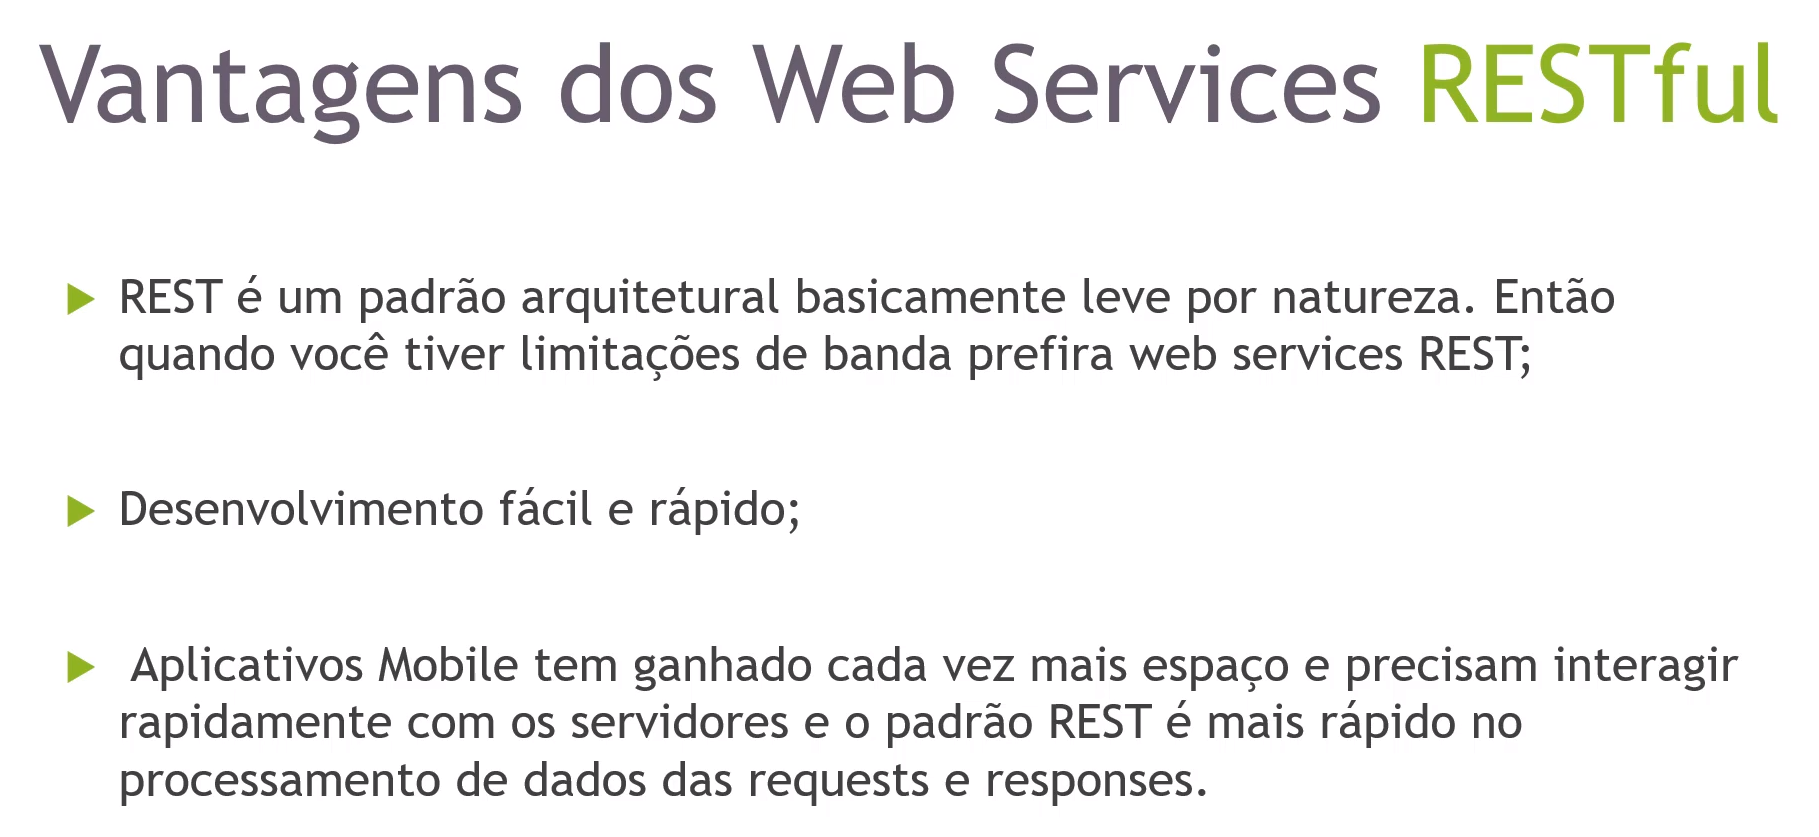 Vantagens dos Web Services RESTful
REST é um padrão arquitetural basicamente leve por natureza. Então
quando você tiver limitações de banda prefira web services REST;
Desenvolvimento fácil e rápido;
Aplicativos Mobile tem ganhado cada vez mais espaço e precisam interagir
rapidamente com os servidores e o padrão REST é mais rápido no
processamento de dados das requests e responses.